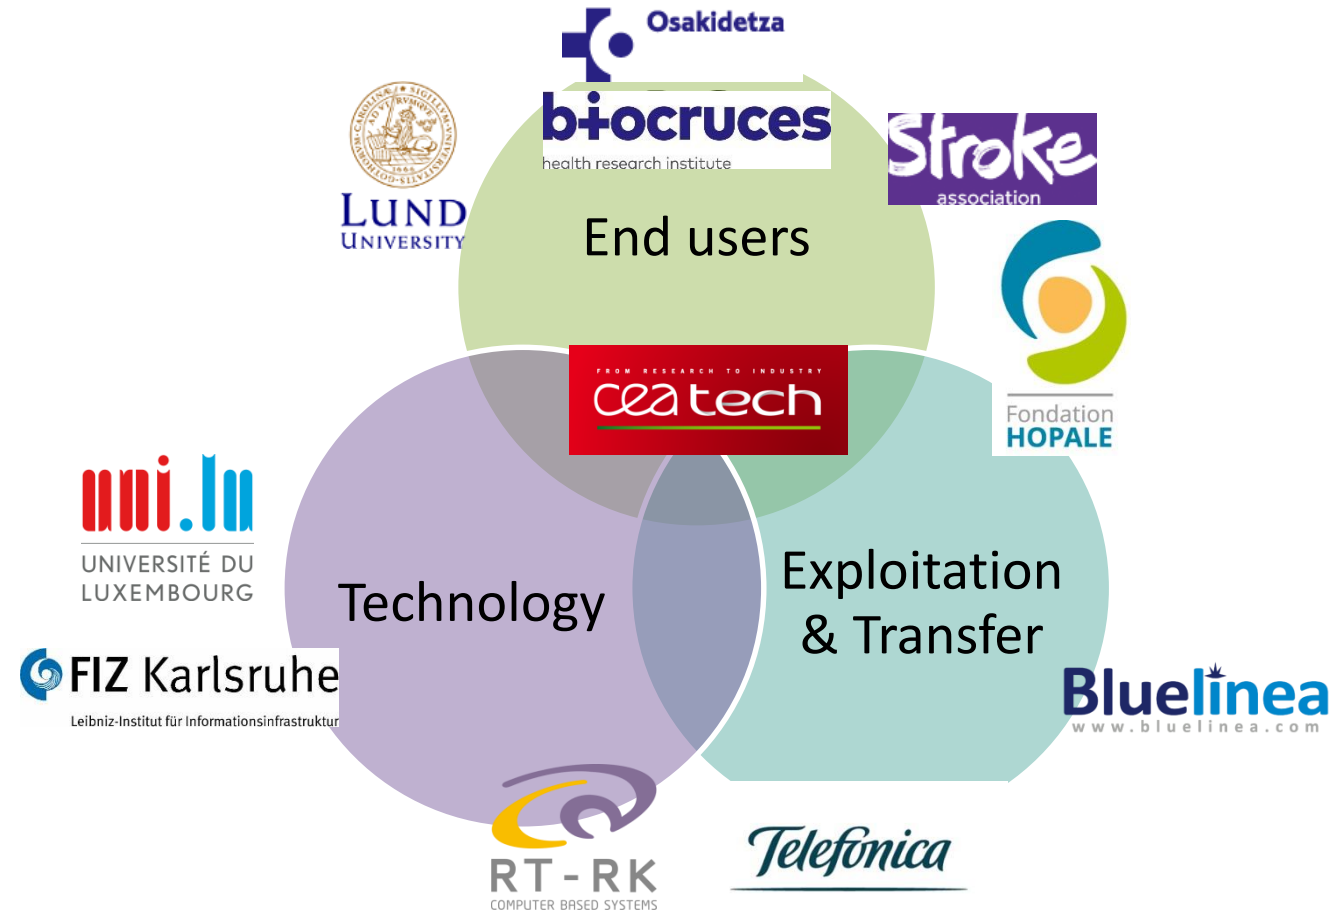 Osakidetza
biocruces
health research institute
LUND
UNIVERSITY
Stroke
association
End users
FROM RESEARCH TO INDUSTRY
cea tech
Fondation
HOPALE
uni.lu
UNIVERSITÉ DU
LUXEMBOURG
Technology
Exploitation
& Transfer
FIZ Karlsruhe
Leibniz-Institut für Informationsinfrastruktur
Bluelinea
www.bluelinea.com
RT-RK
COMPUTER BASED SYSTEMS
Telefónica